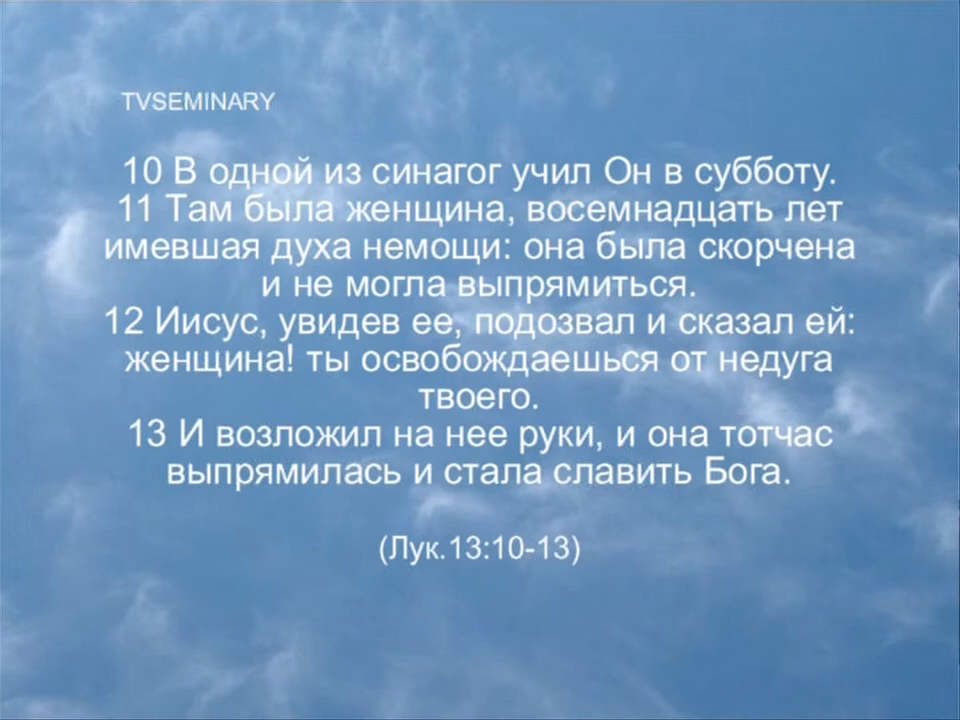 TVSEMINARY
10 В одной из синагог учил Он в субботу.
11 Там была женщина, восемнадцать лет
имевшая духа немощи: она была скорчена
и не могла выпрямиться.
12 Иисус, увидев ее, подозвал и сказал ей:
женщина! ты освобождаешься от недуга
твоего.
13 И возложил на нее руки, и она тотчас
выпрямилась и стала славить Бога.
(Лук.13:10-13)